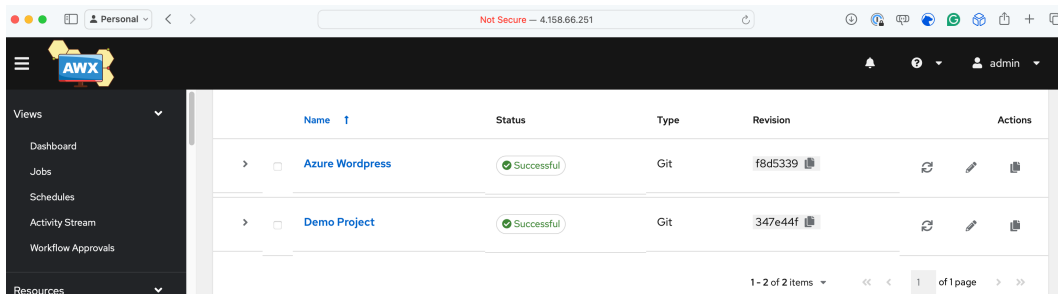 Personal
Not Secure — 4.158.66.251
AWX
admin
Views
Dashboard
Jobs
Schedules
Activity Stream
Workflow Approvals
Resources
Name Status Type Revision Actions
Azure Wordpress Successful Git f8d5339
Demo Project Successful Git 347e44f
1 - 2 of 2 items 1 of 1 page